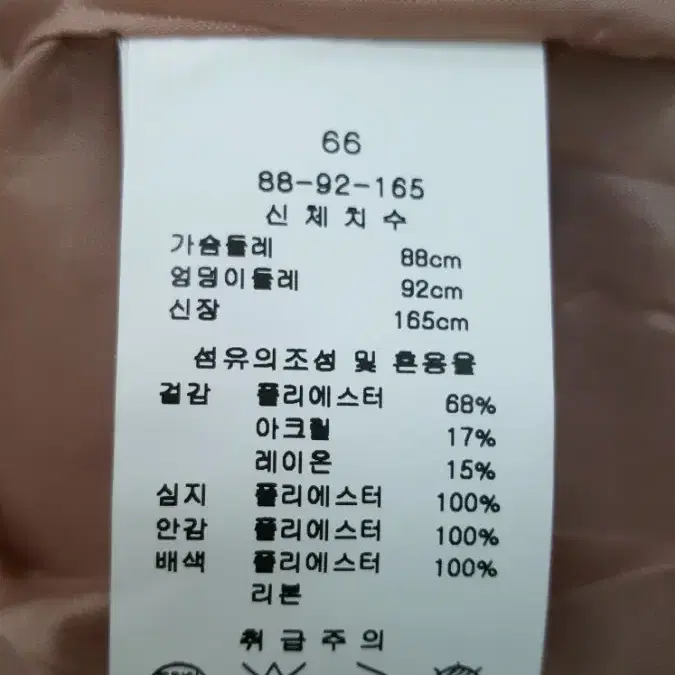 66
88-92-165
신체치수
가슴둘레 88cm
엉덩이둘레 92cm
신장 165cm
섬유의조성 및 혼용율
겉감 폴리에스터 68%
아크릴 17%
레이온 15%
심지 폴리에스터 100%
안감 폴리에스터 100%
배색 폴리에스터 100%
리본
취급주의